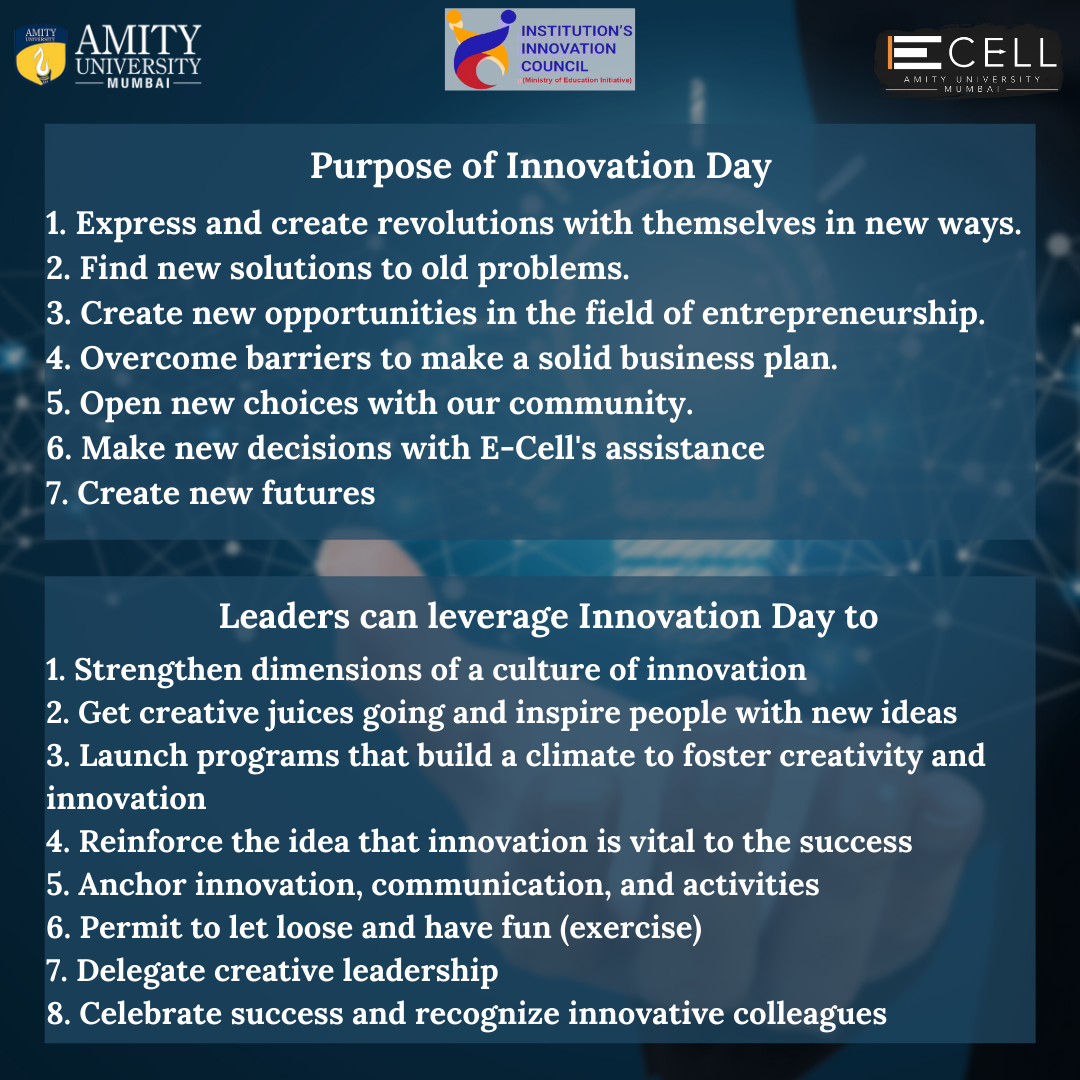 AMITY
UNIVERSITY
AMITY
UNIVERSITY
MUMBAI
INSTITUTION'S
INNOVATION
COUNCIL
(Ministry of Education Initiative)
ECELL
AMITY UNIVERSITY
MUMBAI
Purpose of Innovation Day
1. Express and create revolutions with themselves in new ways.
2. Find new solutions to old problems.
3. Create new opportunities in the field of entrepreneurship.
4. Overcome barriers to make a solid business plan.
5. Open new choices with our community.
6. Make new decisions with E-Cell's assistance
7. Create new futures
Leaders can leverage Innovation Day to
1. Strengthen dimensions of a culture of innovation
2. Get creative juices going and inspire people with new ideas
3. Launch programs that build a climate to foster creativity and
innovation
4. Reinforce the idea that innovation is vital to the success
5. Anchor innovation, communication, and activities
6. Permit to let loose and have fun (exercise)
7. Delegate creative leadership
8. Celebrate success and recognize innovative colleagues